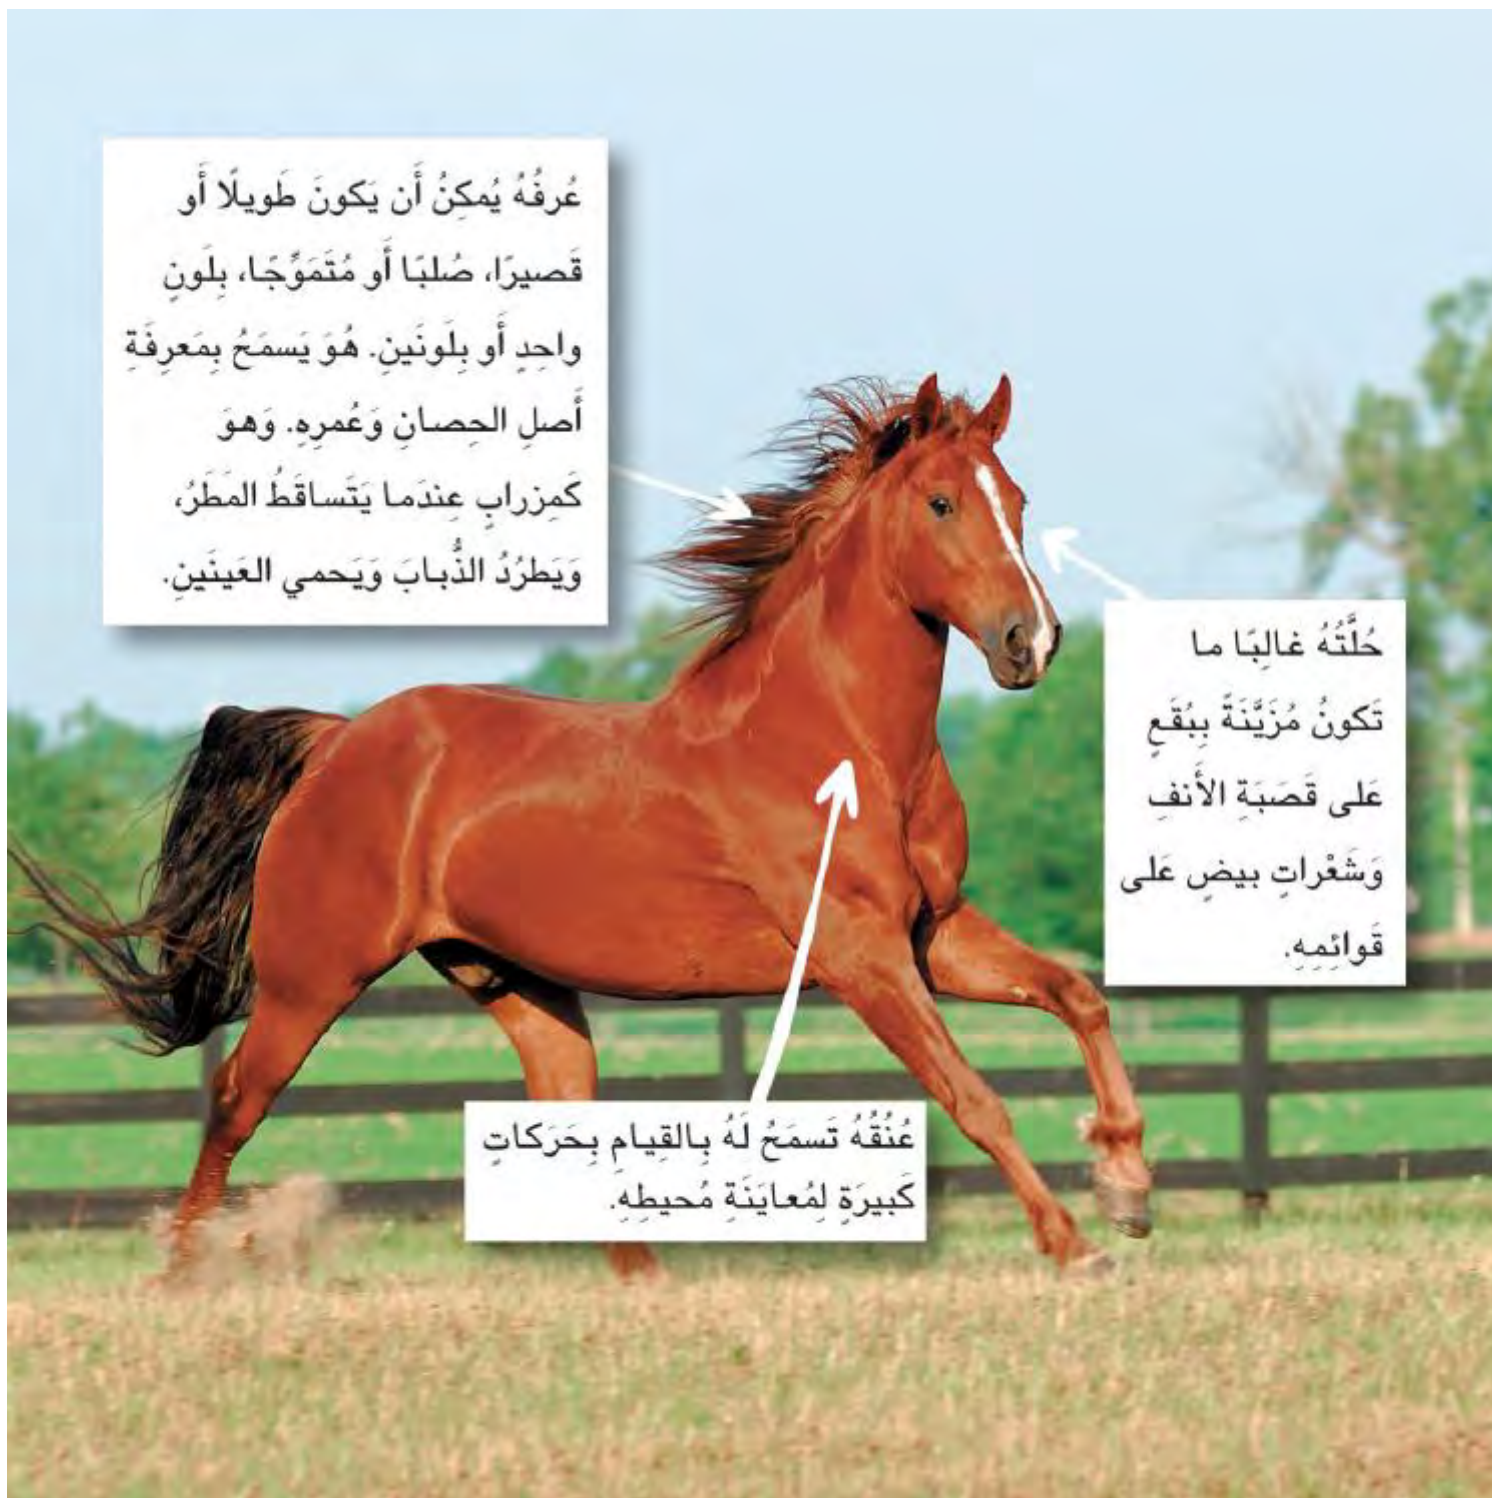 عُرفُهُ يُمكِنُ أَن يَكونَ طَويلًا أَو
قَصيرًا، صُلبًا أَو مُتَمَوِّجًا، بِلَونٍ
واحِدٍ أَو بِلَونَينِ. هُوَ يَسمَحُ بِمَعرِفَةِ
أَصلِ الحِصانِ وَعُمرِهِ. وَهوَ
كَمِزرابٍ عِندَما يَتَساقَطُ المَطَرُ،
وَيَطرُدُ الذُّبابَ وَيَحمي العَينَينِ.
حُلَّتُهُ غالِبًا ما
تَكونُ مُزَيَّنَةً بِبُقَعٍ
عَلى قَصَبَةِ الأَنفِ
وَشَعْراتٍ بيضٍ عَلى
قَوائِمِهِ.
عُنُقُهُ تَسمَحُ لَهُ بِالقِيامِ بِحَرَكاتٍ
كَبيرَةٍ لِمُعايَنَةِ مُحيطِهِ.